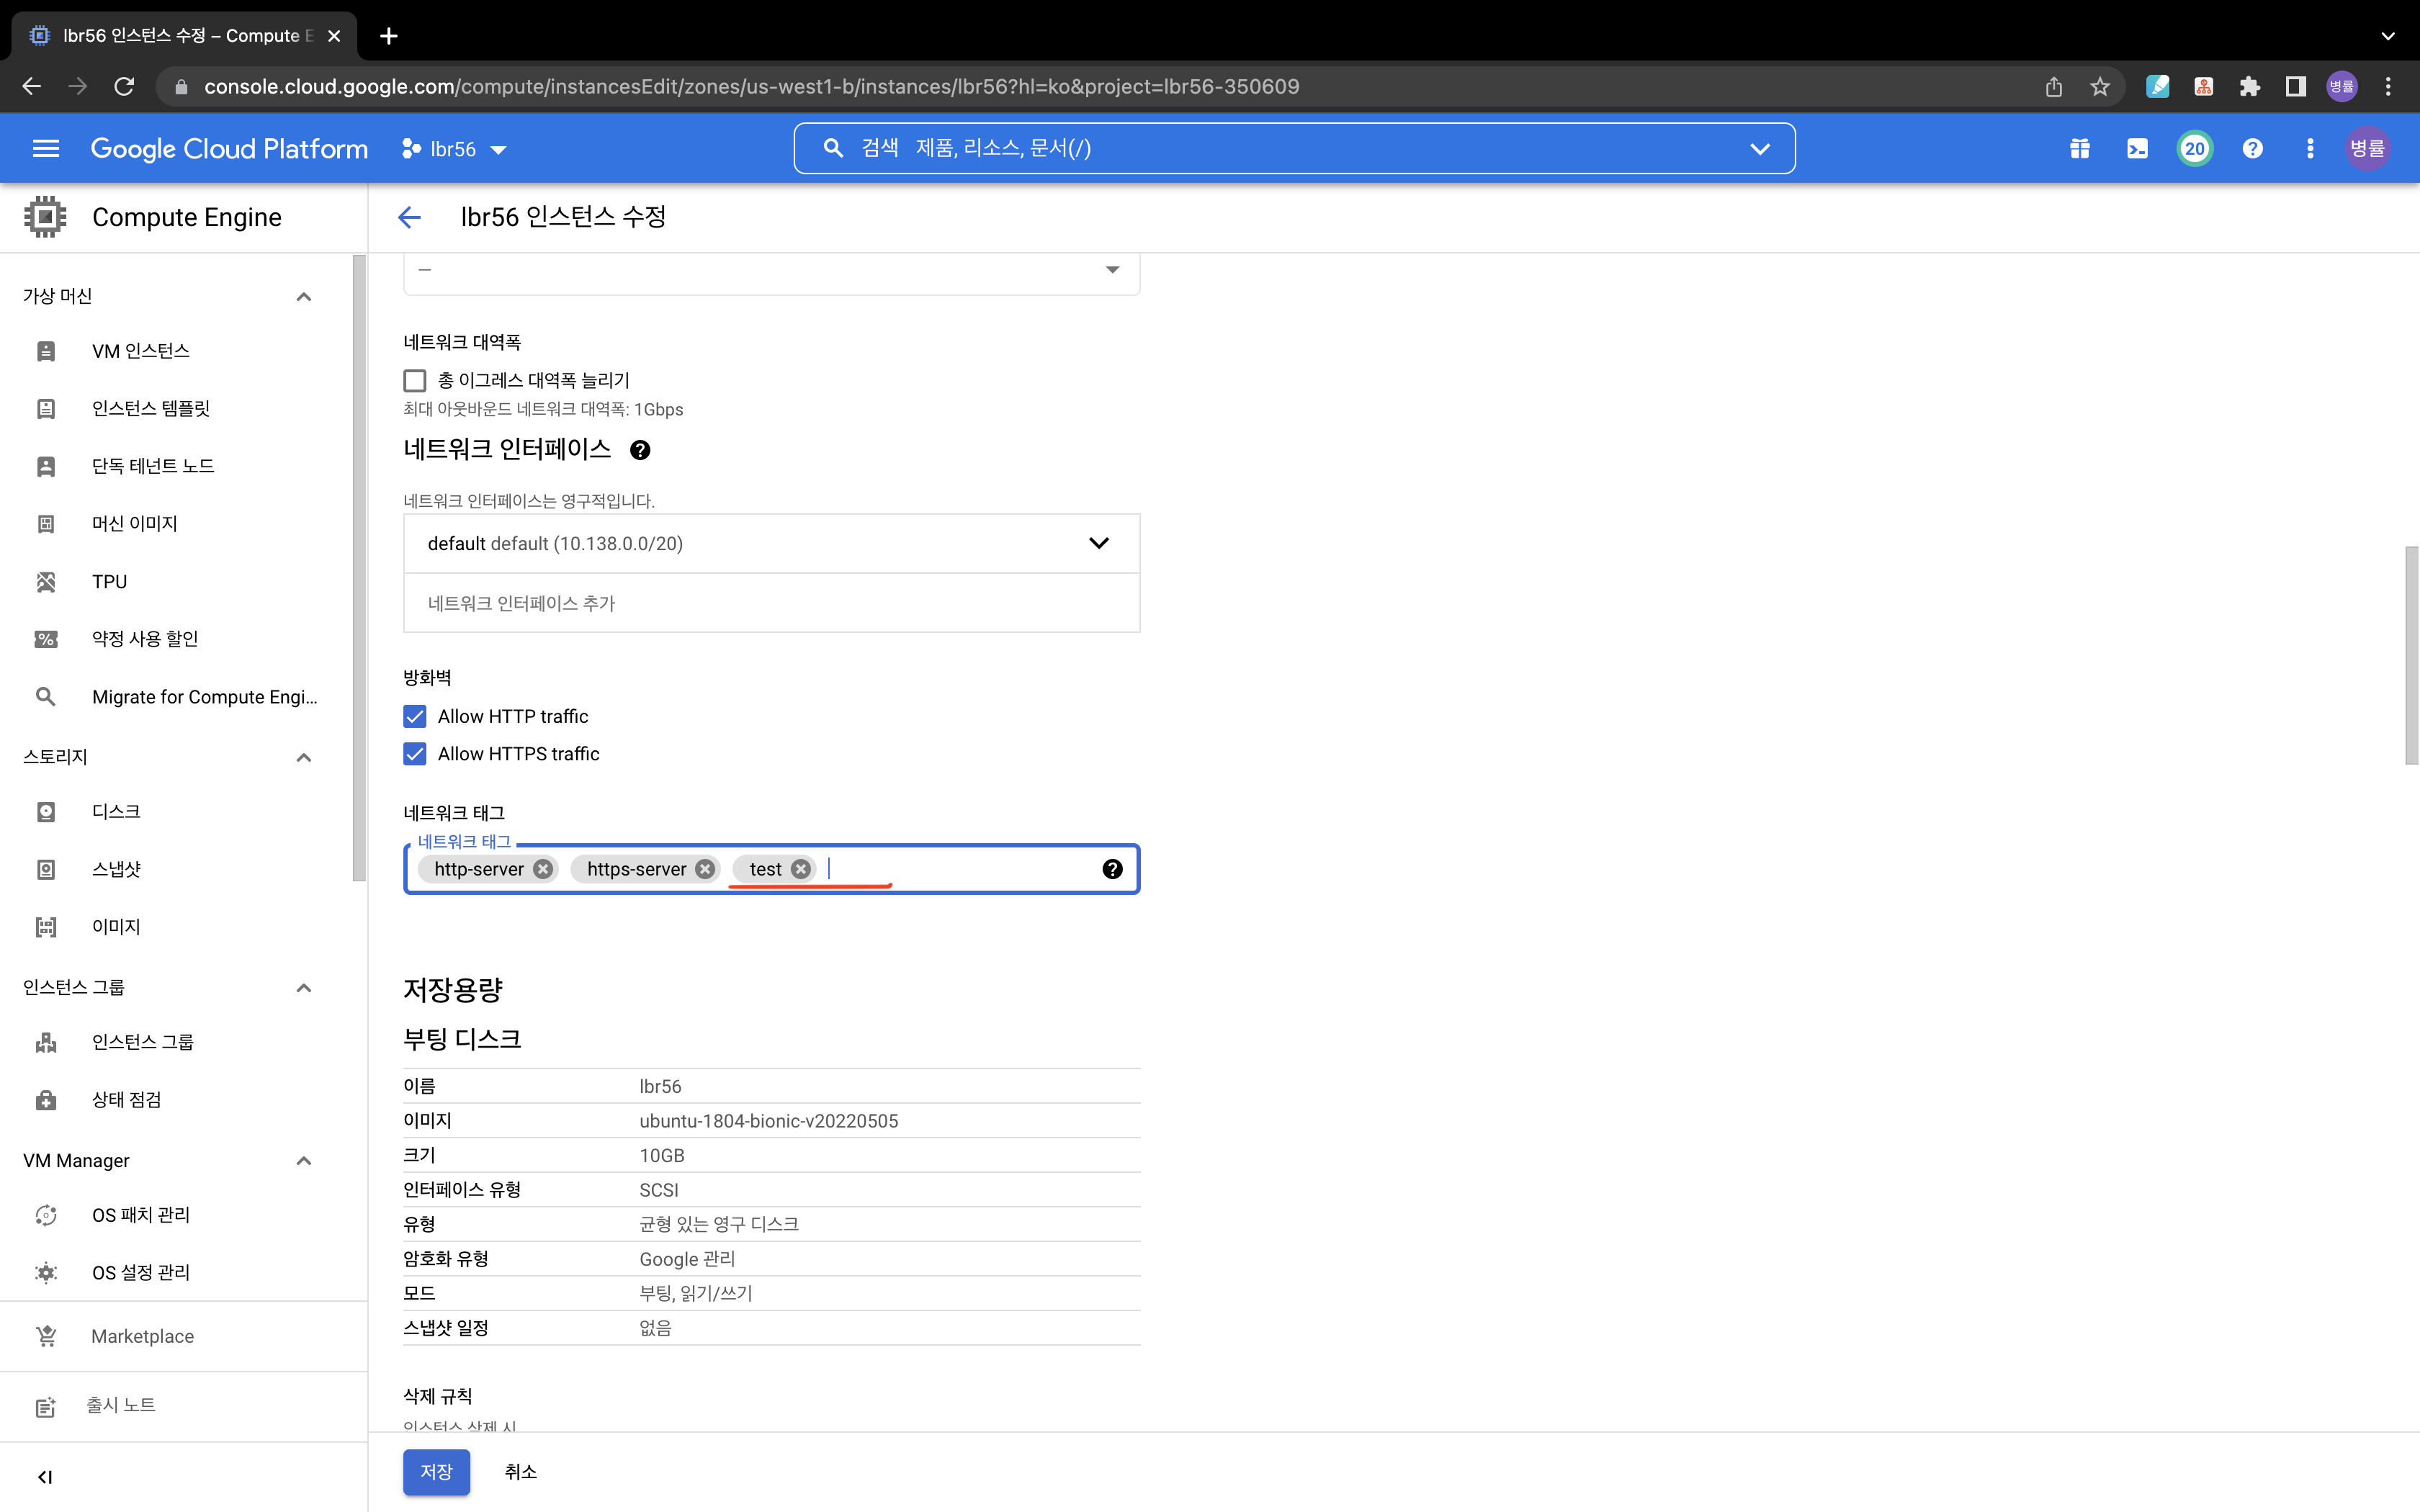 lbr56 인스턴스 수정 – Compute E
console.cloud.google.com/compute/instancesEdit/zones/us-west1-b/instances/lbr56?hl=ko&project=lbr56-350609
병률
Google Cloud Platform
lbr56
검색 제품, 리소스, 문서(/)
20
병률
Compute Engine
가상 머신
VM 인스턴스
인스턴스 템플릿
단독 테넌트 노드
머신 이미지
TPU
약정 사용 할인
Migrate for Compute Engi...
스토리지
디스크
스냅샷
이미지
인스턴스 그룹
인스턴스 그룹
상태 점검
VM Manager
OS 패치 관리
OS 설정 관리
Marketplace
출시 노트
lbr56 인스턴스 수정
–
네트워크 대역폭
총 이그레스 대역폭 늘리기
최대 아웃바운드 네트워크 대역폭: 1Gbps
네트워크 인터페이스
네트워크 인터페이스는 영구적입니다.
default default (10.138.0.0/20)
네트워크 인터페이스 추가
방화벽
Allow HTTP traffic
Allow HTTPS traffic
네트워크 태그
네트워크 태그
http-server https-server test
저장용량
부팅 디스크
이름 lbr56
이미지 ubuntu-1804-bionic-v20220505
크기 10GB
인터페이스 유형 SCSI
유형 균형 있는 영구 디스크
암호화 유형 Google 관리
모드 부팅, 읽기/쓰기
스냅샷 일정 없음
삭제 규칙
인스턴스 삭제 시
저장 취소